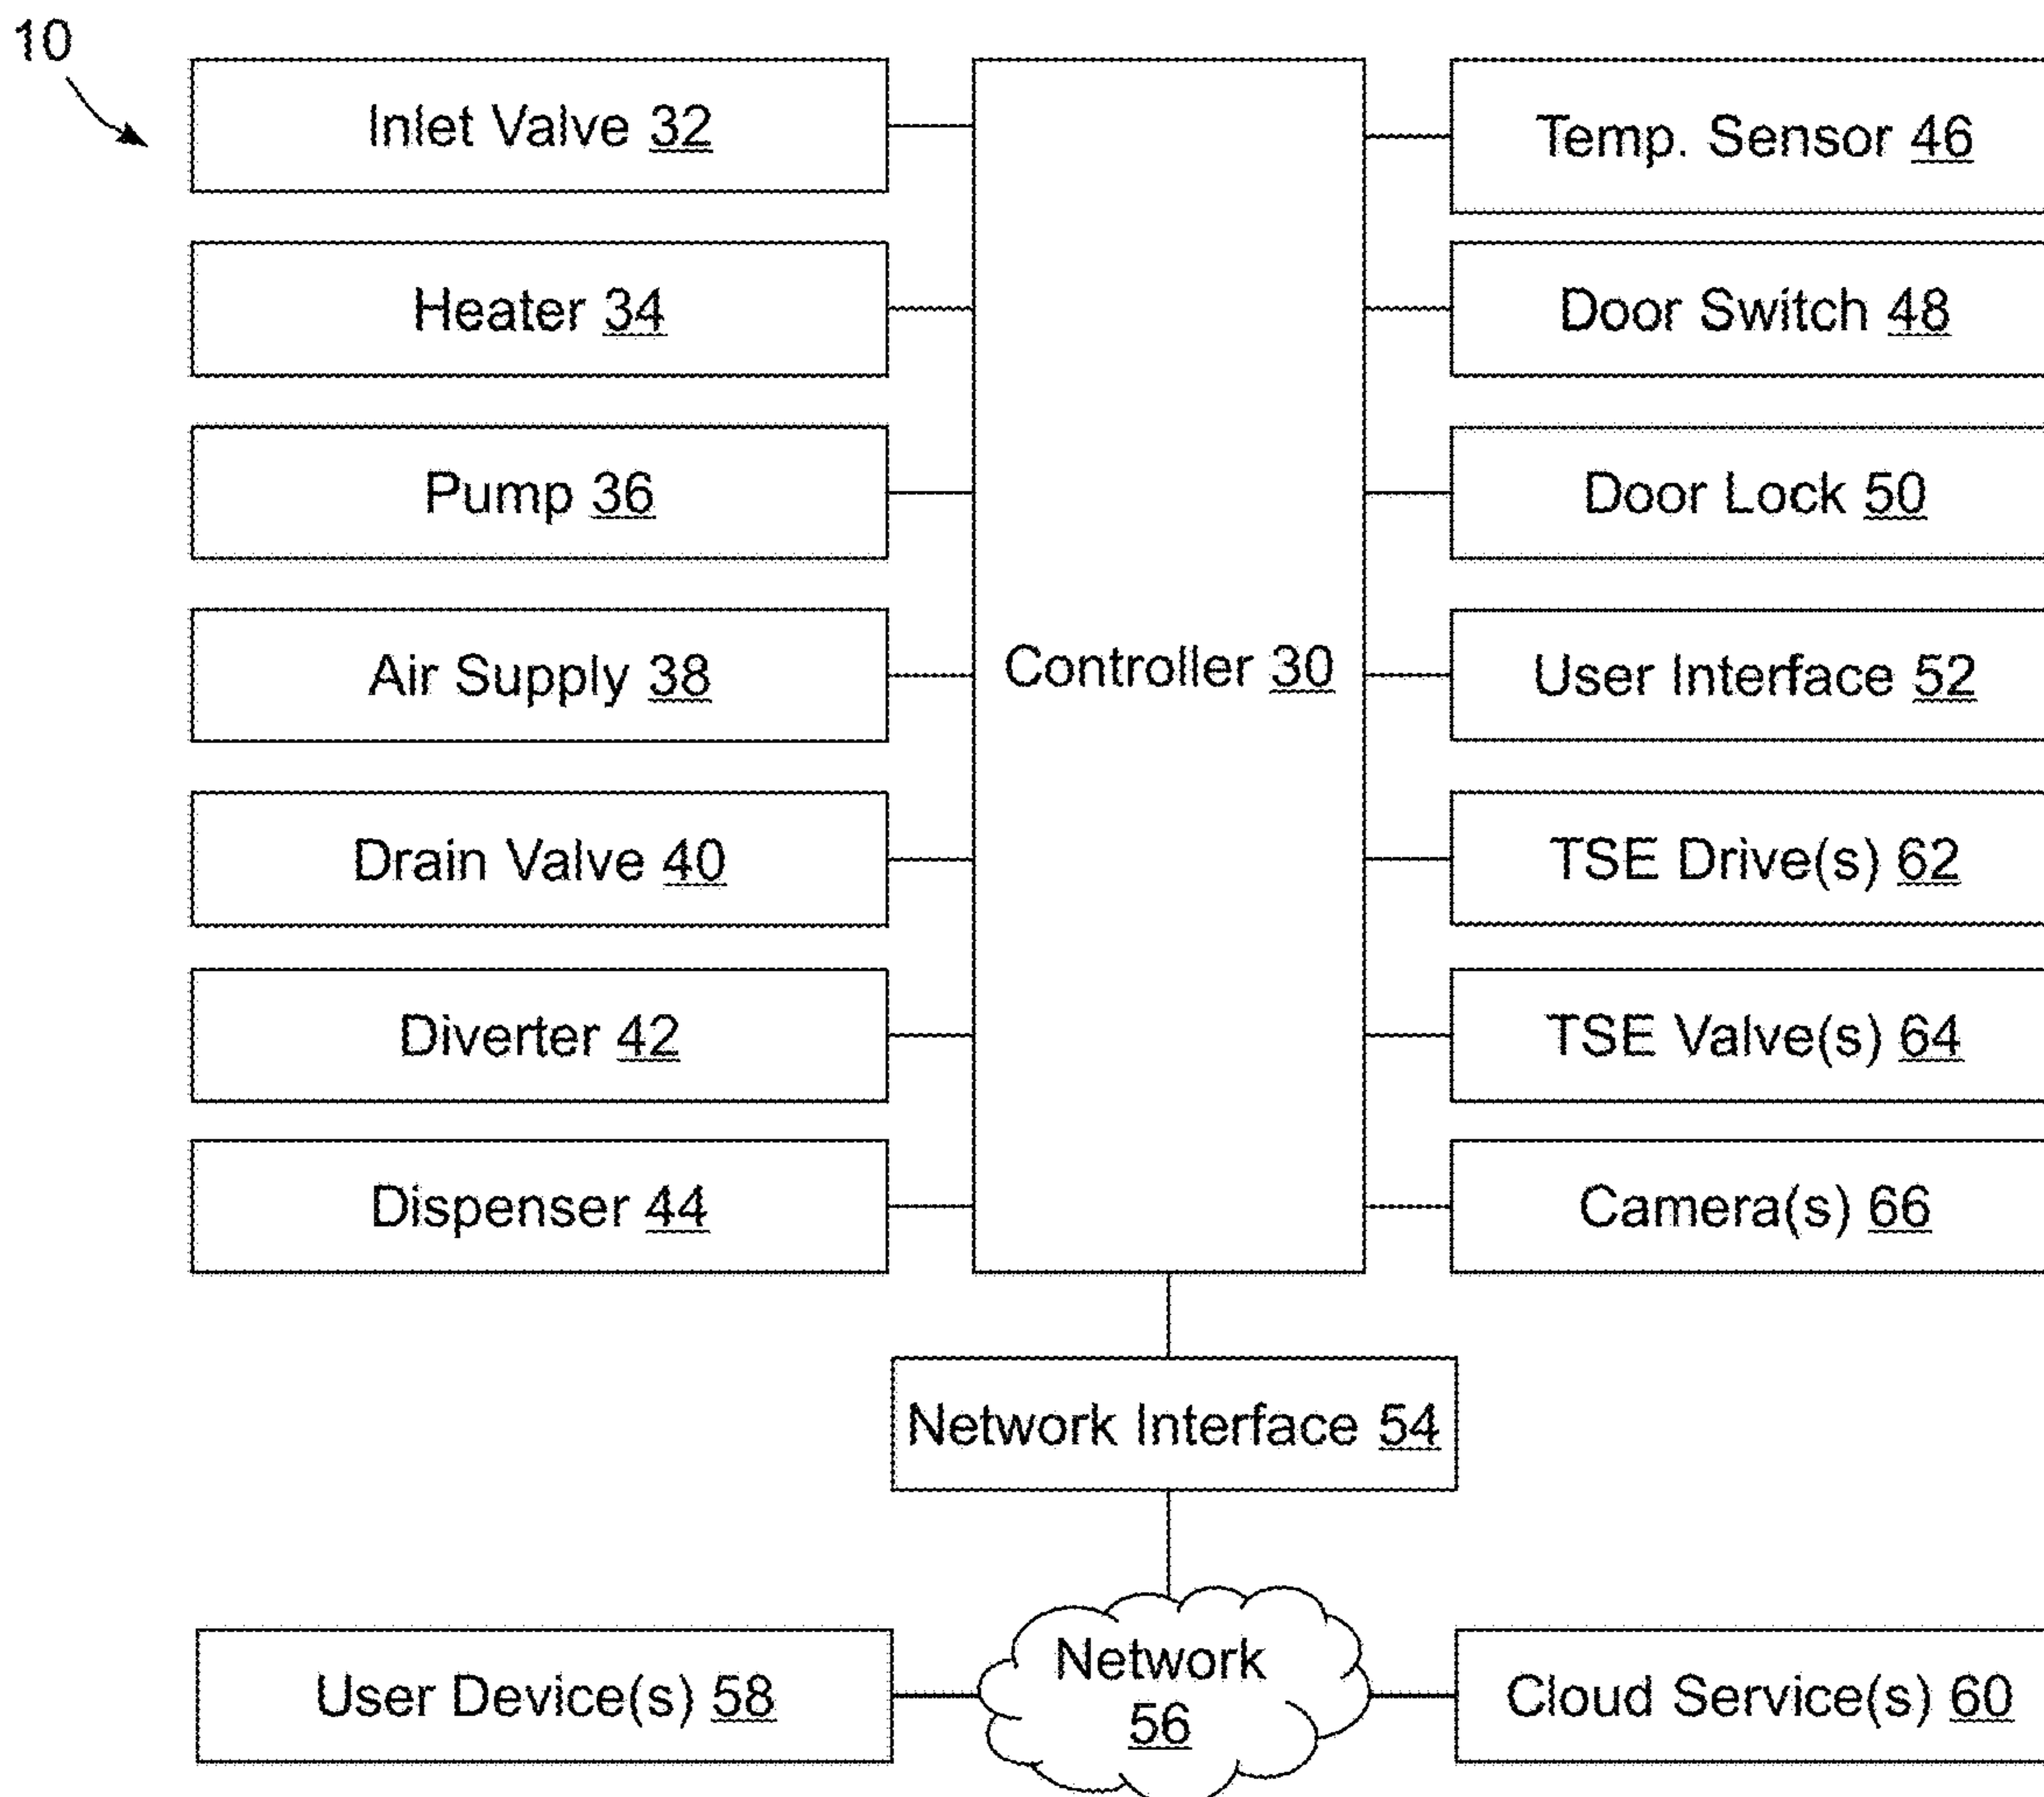 10
Inlet Valve 32
Heater 34
Pump 36
Air Supply 38
Drain Valve 40
Diverter 42
Dispenser 44
Controller 30
Temp. Sensor 46
Door Switch 48
Door Lock 50
User Interface 52
TSE Drive(s) 62
TSE Valve(s) 64
Camera(s) 66
Network Interface 54
User Device(s) 58
Network
56
Cloud Service(s) 60